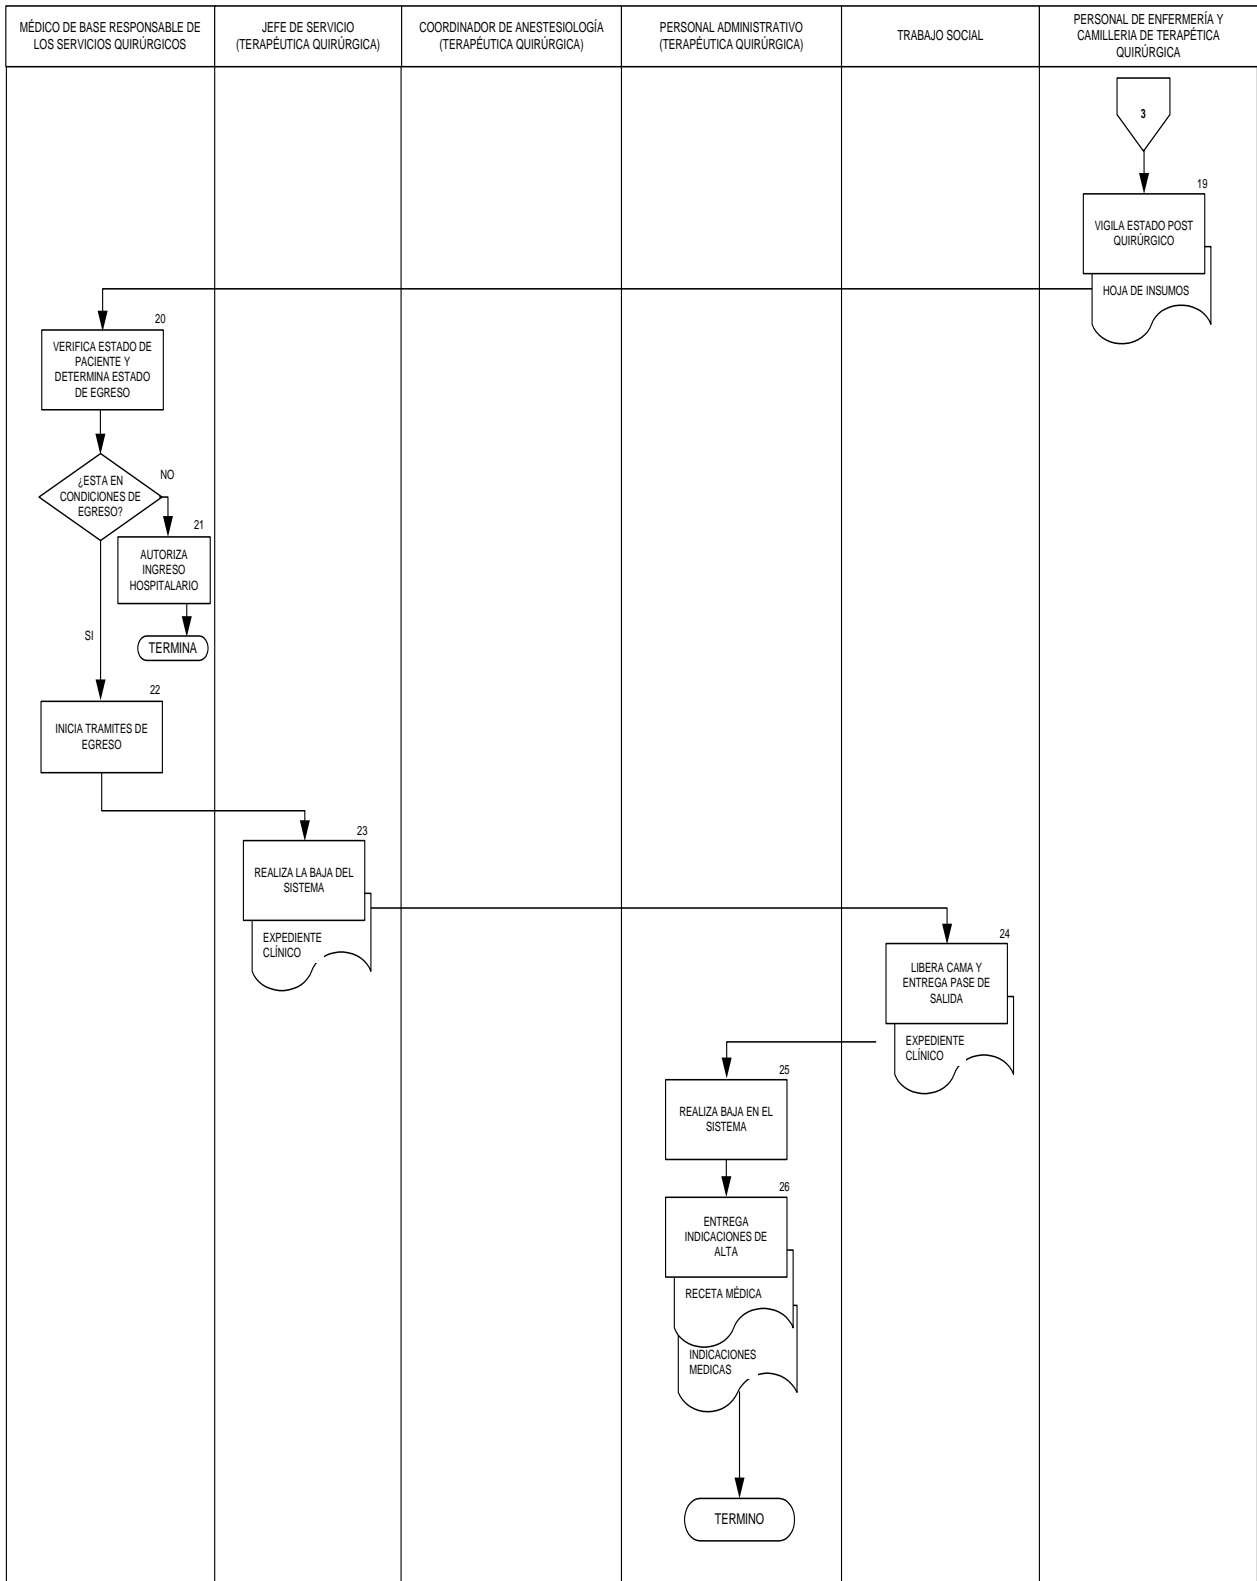 MÉDICO DE BASE RESPONSABLE DE
LOS SERVICIOS QUIRÚRGICOS
JEFE DE SERVICIO
(TERAPÉUTICA QUIRÚRGICA)
COORDINADOR DE ANESTESIOLOGÍA
(TERAPÉUTICA QUIRÚRGICA)
PERSONAL ADMINISTRATIVO
(TERAPÉUTICA QUIRÚRGICA)
TRABAJO SOCIAL
PERSONAL DE ENFERMERÍA Y
CAMILLERIA DE TERAPÉTICA
QUIRÚRGICA
3
19
VIGILA ESTADO POST
QUIRÚRGICO
HOJA DE INSUMOS
20
VERIFICA ESTADO DE
PACIENTE Y
DETERMINA ESTADO
DE EGRESO
¿ESTA EN
CONDICIONES DE
EGRESO?
NO
21
AUTORIZA
INGRESO
HOSPITALARIO
TERMINA
SI
22
INICIA TRAMITES DE
EGRESO
23
REALIZA LA BAJA DEL
SISTEMA
EXPEDIENTE
CLÍNICO
24
LIBERA CAMA Y
ENTREGA PASE DE
SALIDA
EXPEDIENTE
CLÍNICO
25
REALIZA BAJA EN EL
SISTEMA
26
ENTREGA
INDICACIONES DE
ALTA
RECETA MÉDICA
INDICACIONES
MEDICAS
TERMINO